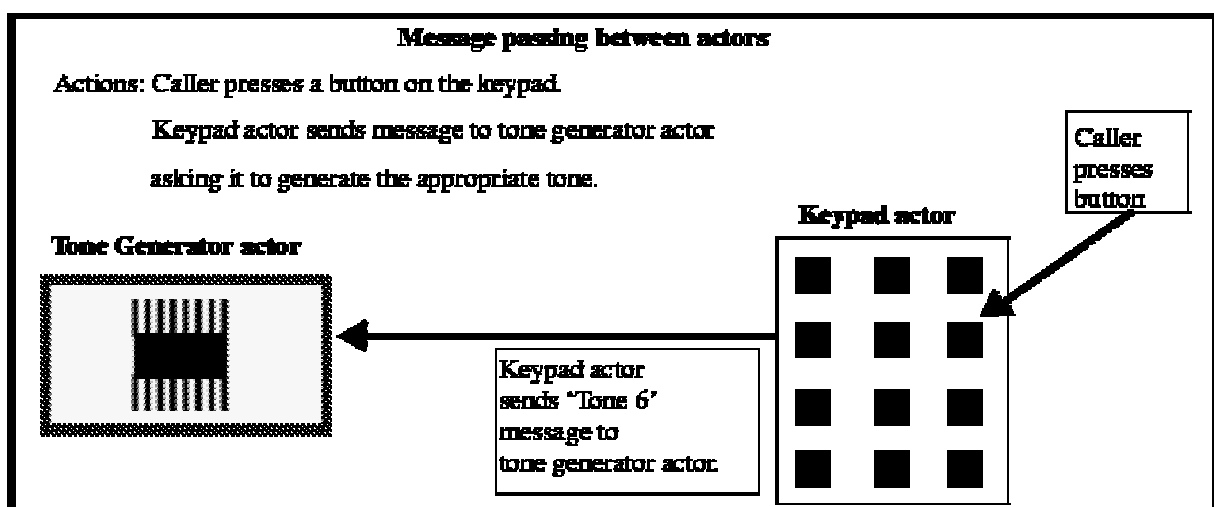 Message passing between actors
Actions: Caller presses a button on the keypad.
Keypad actor sends message to tone generator actor
asking it to generate the appropriate tone.
Caller
presses
button
Keypad actor
Tone Generator actor
Keypad actor
sends "Tone 6'
message to
tone generator actor.